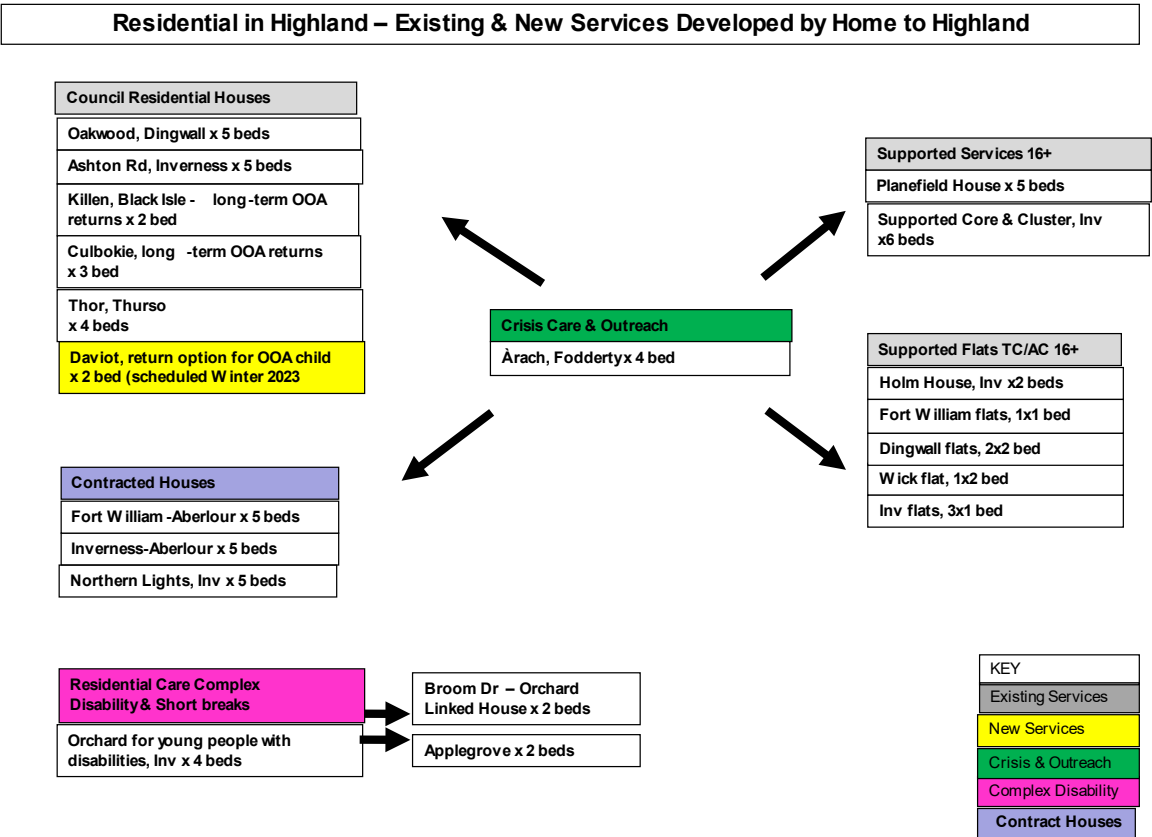 Residential in Highland – Existing & New Services Developed by Home to Highland
Council Residential Houses
Oakwood, Dingwall x 5 beds
Ashton Rd, Inverness x 5 beds
Killen, Black Isle - long-term OOA
returns x 2 bed
Culbokie, long -term OOA returns
x 3 bed
Thor, Thurso
x 4 beds
Daviot, return option for OOA child
x 2 bed (scheduled Winter 2023
Supported Services 16+
Planefield House x 5 beds
Supported Core & Cluster, Inv
x6 beds
Crisis Care & Outreach
Àrach, Fodderty x 4 bed
Supported Flats TC/AC 16+
Holm House, Inv x2 beds
Fort William flats, 1x1 bed
Dingwall flats, 2x2 bed
Wick flat, 1x2 bed
Inv flats, 3x1 bed
Contracted Houses
Fort William -Aberlour x 5 beds
Inverness-Aberlour x 5 beds
Northern Lights, Inv x 5 beds
Residential Care Complex
Disability & Short breaks
Orchard for young people with
disabilities, Inv x 4 beds
Broom Dr – Orchard
Linked House x 2 beds
Applegrove x 2 beds
KEY
Existing Services
New Services
Crisis & Outreach
Complex Disability
Contract Houses